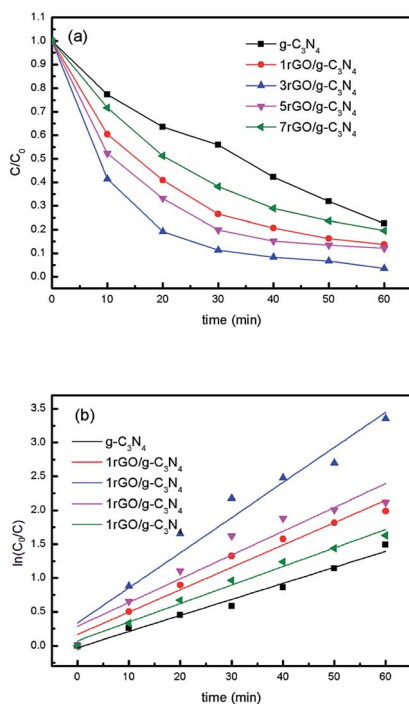 (a)
g-C₃N₄
1rGO/g-C₃N₄
3rGO/g-C₃N₄
5rGO/g-C₃N₄
7rGO/g-C₃N₄
C/C₀
1.0
0.9
0.8
0.7
0.6
0.5
0.4
0.3
0.2
0.1
0.0
0 10 20 30 40 50 60
time (min)
(b)
g-C₃N₄
1rGO/g-C₃N₄
1rGO/g-C₃N₄
1rGO/g-C₃N₄
1rGO/g-C₃N₄
ln(C₀/C)
3.5
3.0
2.5
2.0
1.5
1.0
0.5
0.0
0 10 20 30 40 50 60
time (min)